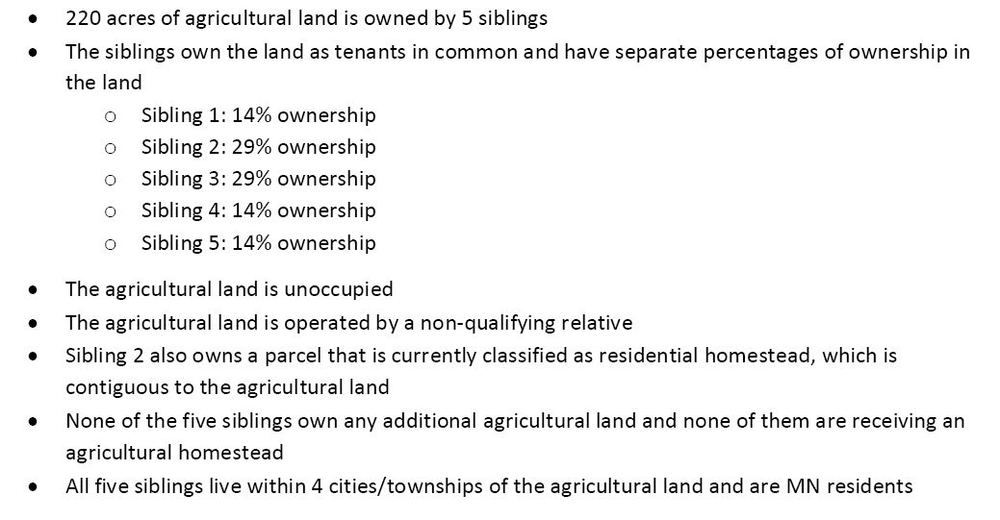 • 220 acres of agricultural land is owned by 5 siblings
• The siblings own the land as tenants in common and have separate percentages of ownership in
the land
o Sibling 1: 14% ownership
o Sibling 2: 29% ownership
o Sibling 3: 29% ownership
o Sibling 4: 14% ownership
o Sibling 5: 14% ownership
• The agricultural land is unoccupied
• The agricultural land is operated by a non-qualifying relative
• Sibling 2 also owns a parcel that is currently classified as residential homestead, which is
contiguous to the agricultural land
• None of the five siblings own any additional agricultural land and none of them are receiving an
agricultural homestead
• All five siblings live within 4 cities/townships of the agricultural land and are MN residents